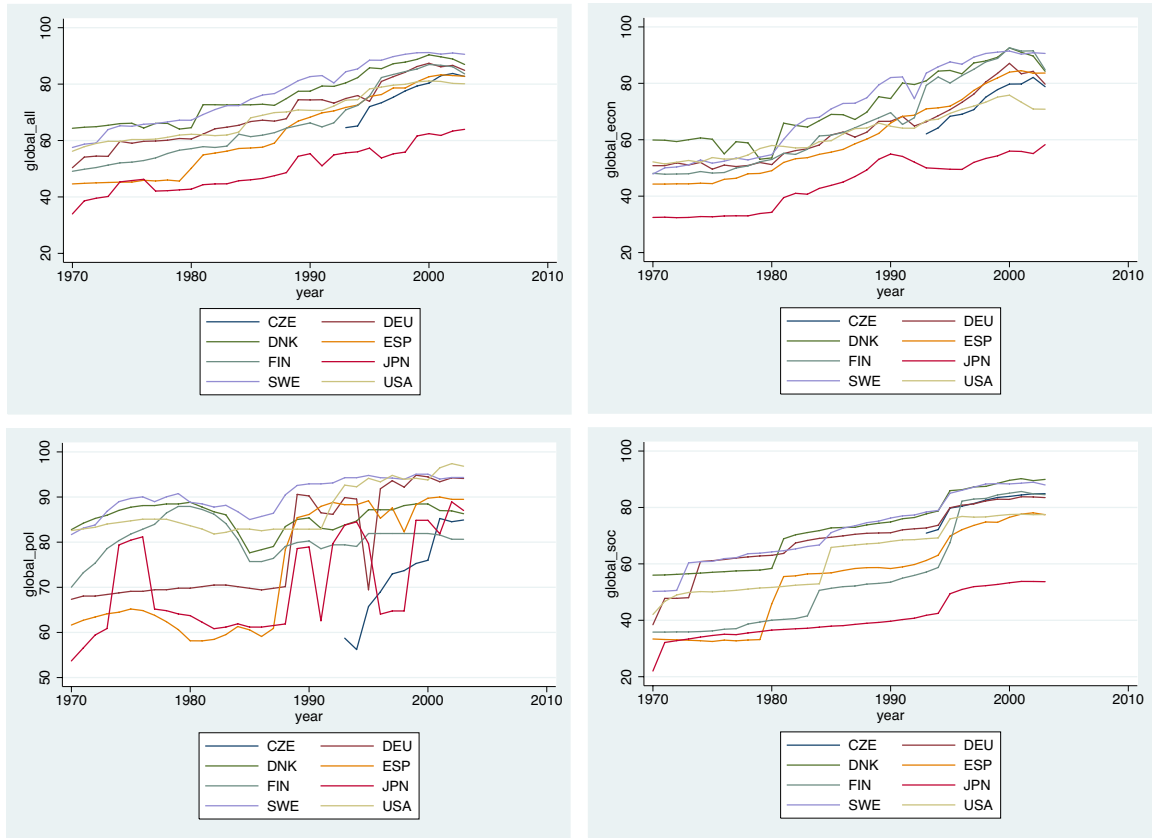 global_all
100
80
60
40
20
1970 1980 1990 2000 2010
year
CZE DEU
DNK ESP
FIN JPN
SWE USA
global_econ
100
80
60
40
20
1970 1980 1990 2000 2010
year
CZE DEU
DNK ESP
FIN JPN
SWE USA
global_pol
100
90
80
70
60
50
1970 1980 1990 2000 2010
year
CZE DEU
DNK ESP
FIN JPN
SWE USA
global_soc
100
80
60
40
20
1970 1980 1990 2000 2010
year
CZE DEU
DNK ESP
FIN JPN
SWE USA